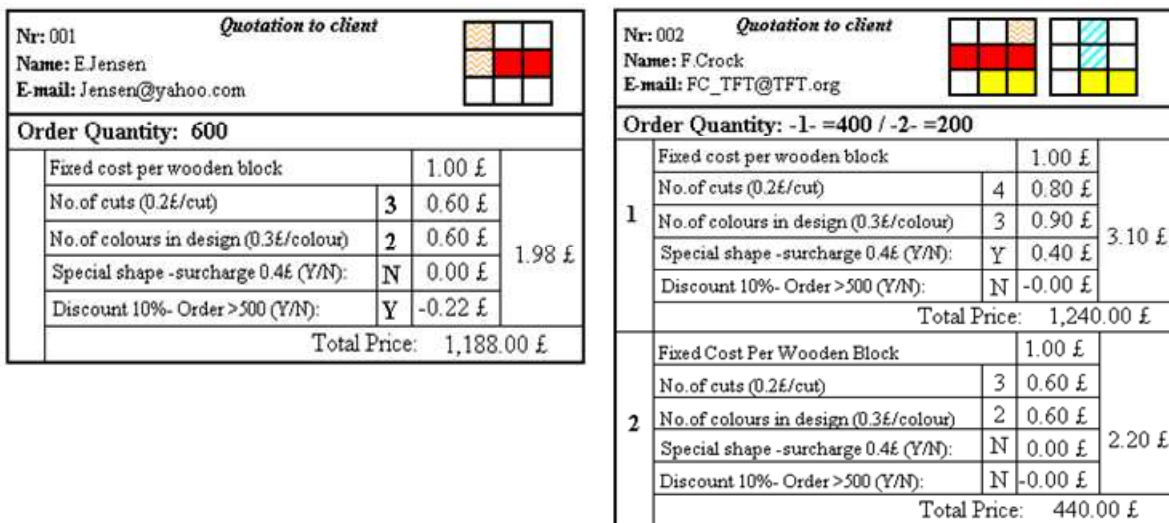 Quotation to client
Nr: 001
Name: E.Jensen
E-mail: Jensen@yahoo.com
Order Quantity: 600
Fixed cost per wooden block 1.00 £
No.of cuts (0.2£/cut) 3 0.60 £
No.of colours in design (0.3£/colour) 2 0.60 £
1.98 £
Special shape -surcharge 0.4£ (Y/N): N 0.00 £
Discount 10%- Order >500 (Y/N): Y -0.22 £
Total Price: 1,188.00 £
Quotation to client
Nr: 002
Name: F.Crock
E-mail: FC_TFT@TFT.org
Order Quantity: -1- =400 / -2- =200
1
Fixed cost per wooden block 1.00 £
No.of cuts (0.2£/cut) 4 0.80 £
No.of colours in design (0.3£/colour) 3 0.90 £
3.10 £
Special shape -surcharge 0.4£ (Y/N): Y 0.40 £
Discount 10%- Order >500 (Y/N): N -0.00 £
Total Price: 1,240.00 £
2
Fixed Cost Per Wooden Block 1.00 £
No.of cuts (0.2£/cut) 3 0.60 £
No.of colours in design (0.3£/colour) 2 0.60 £
2.20 £
Special shape -surcharge 0.4£ (Y/N): N 0.00 £
Discount 10%- Order >500 (Y/N): N -0.00 £
Total Price: 440.00 £